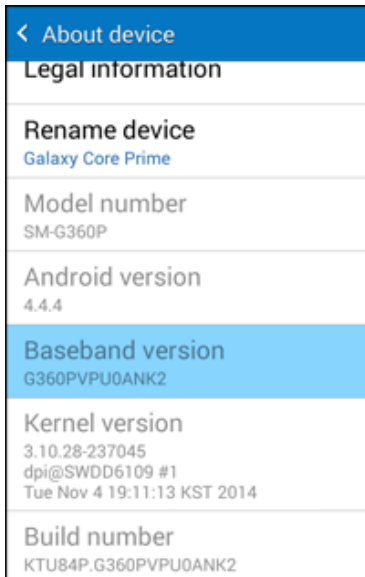 About device
Legal information
Rename device
Galaxy Core Prime
Model number
SM-G360P
Android version
4.4.4
Baseband version
G360PVPU0ANK2
Kernel version
3.10.28-237045
dpi@SWDD6109 #1
Tue Nov 4 19:11:13 KST 2014
Build number
KTU84P.G360PVPU0ANK2